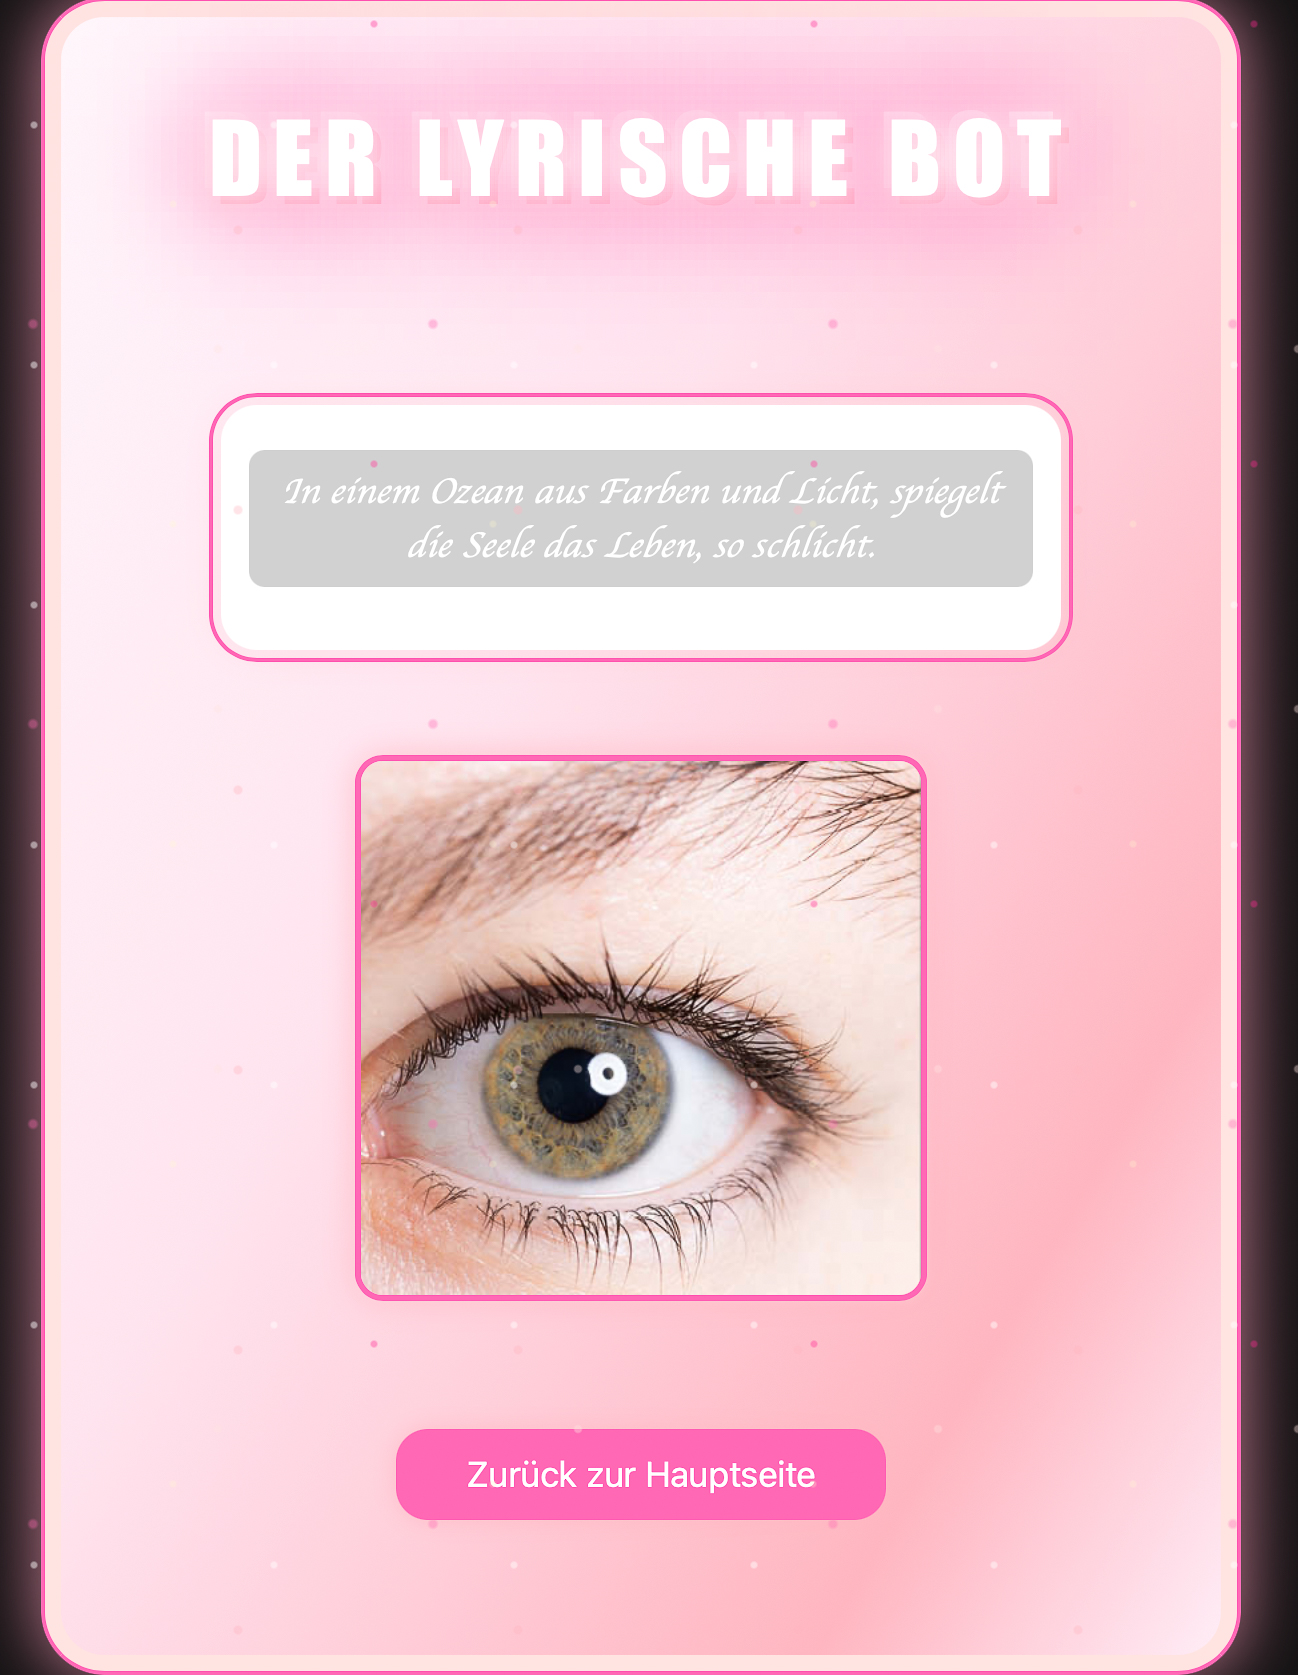 DER LYRISCHE BOT
In einem Ozean aus Farben und Licht, spiegelt
die Seele das Leben, so schlicht.
Zurück zur Hauptseite